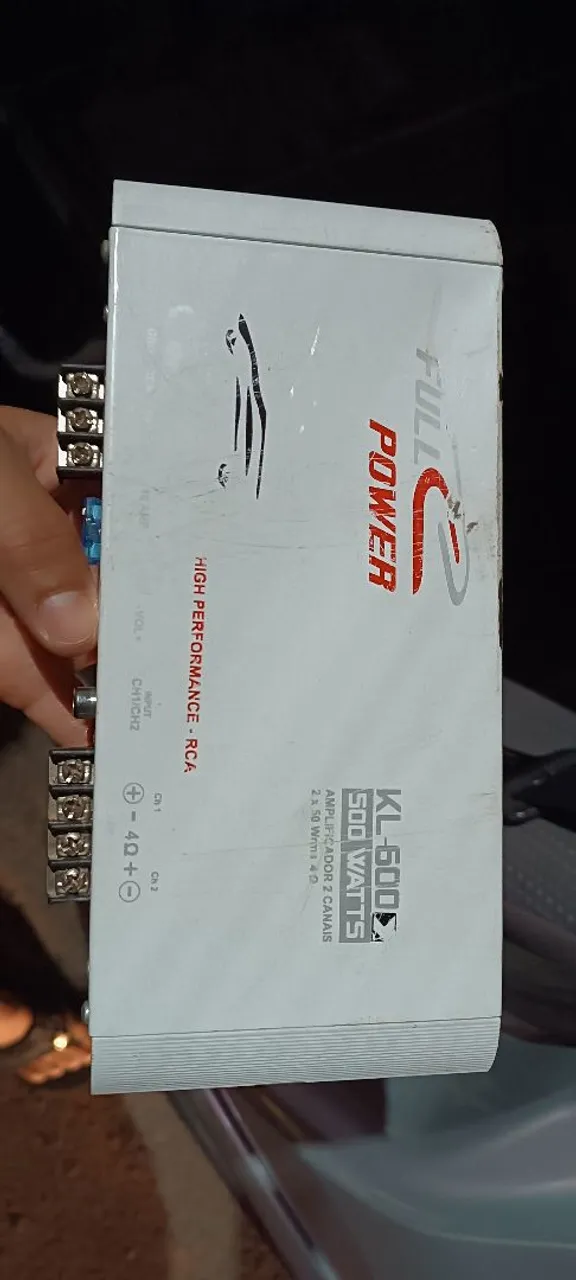 FULL
POWER
HIGH PERFORMANCE - RCA
KL-600
500 WATTS
AMPLIFICADOR 2 CANAIS
2 x 50 Wrms 4 Ω
- VOL +
INPUT
CH1/CH2
Ch 1
Ch 2
+ - 4Ω + -